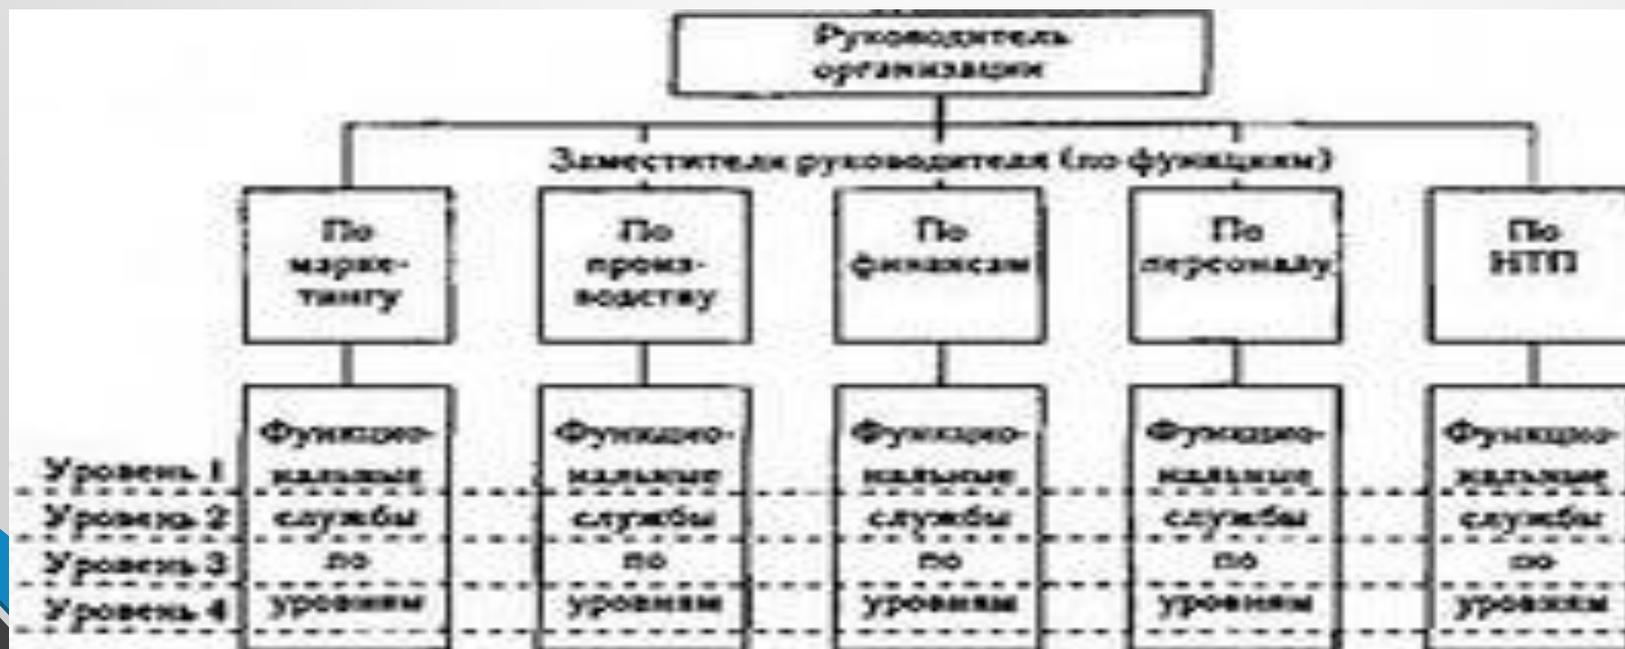 Руководитель
организации
Заместители руководителя (по функциям)
По
марке-
тингу
По
произ-
водству
По
финансам
По
персоналу
По
НТП
Функцио-
нальные
службы
по
уровням
Функцио-
нальные
службы
по
уровням
Функцио-
нальные
службы
по
уровням
Функцио-
нальные
службы
по
уровням
Функцио-
нальные
службы
по
уровням
Уровень 1
Уровень 2
Уровень 3
Уровень 4